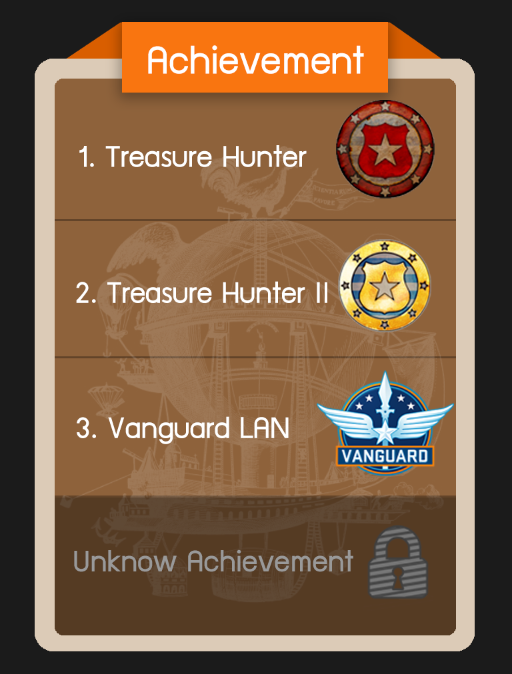 Achievement
1. Treasure Hunter
2. Treasure Hunter II
3. Vanguard LAN
VANGUARD
Unknow Achievement